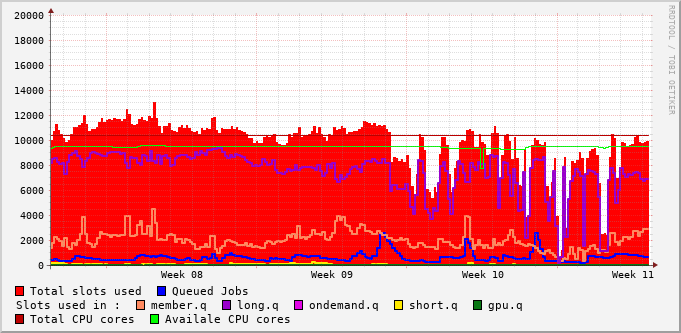 RRDTOOL / TOBI OETIKER
20000
18000
16000
14000
12000
10000
8000
6000
4000
2000
0
Week 08 Week 09 Week 10 Week 11
Total slots used Queued Jobs
Slots used in : member.q long.q ondemand.q short.q gpu.q
Total CPU cores Availale CPU cores